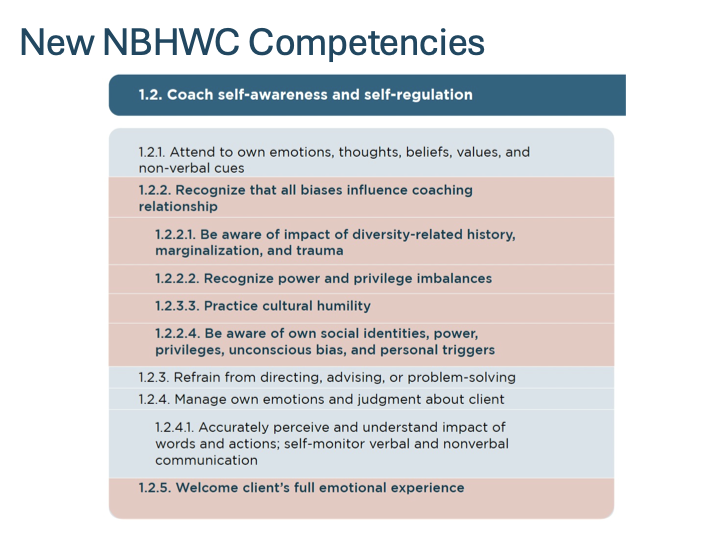 New NBHWC Competencies
1.2. Coach self-awareness and self-regulation
1.2.1. Attend to own emotions, thoughts, beliefs, values, and
non-verbal cues
1.2.2. Recognize that all biases influence coaching
relationship
1.2.2.1. Be aware of impact of diversity-related history,
marginalization, and trauma
1.2.2.2. Recognize power and privilege imbalances
1.2.3.3. Practice cultural humility
1.2.2.4. Be aware of own social identities, power,
privileges, unconscious bias, and personal triggers
1.2.3. Refrain from directing, advising, or problem-solving
1.2.4. Manage own emotions and judgment about client
1.2.4.1. Accurately perceive and understand impact of
words and actions; self-monitor verbal and nonverbal
communication
1.2.5. Welcome client’s full emotional experience